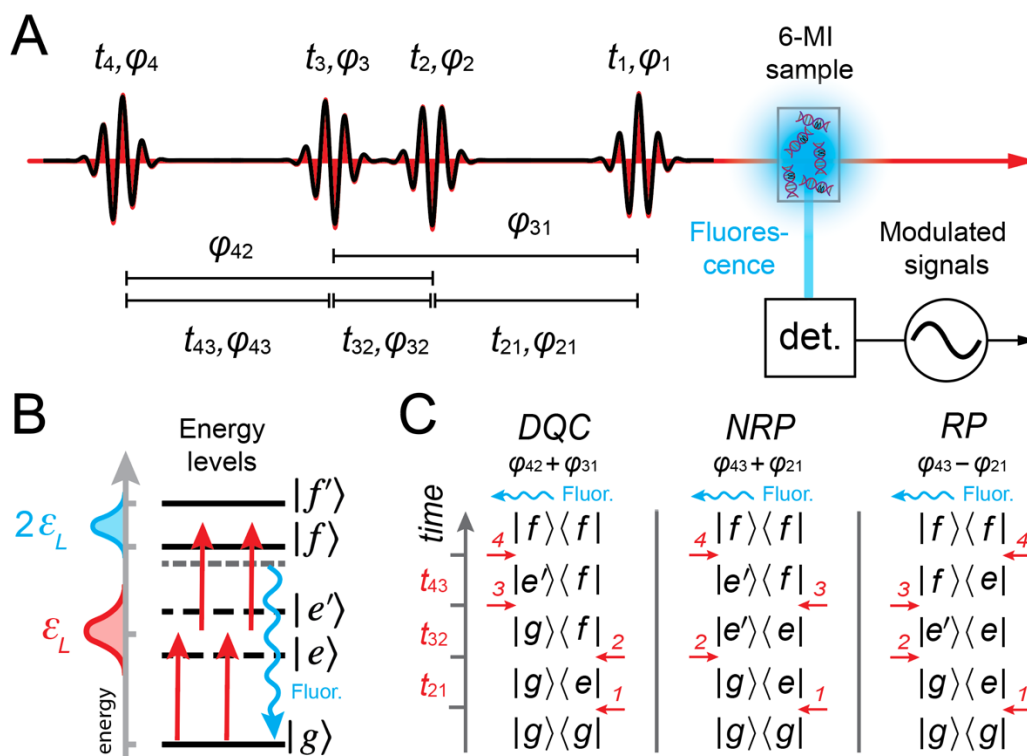 A
t4,φ4
t3,φ3
t2,φ2
t1,φ1
6-MI
sample
φ42
φ31
t43,φ43
t32,φ32
t21,φ21
Fluores-
cence
Modulated
signals
det.
B
Energy
levels
|f′⟩
2εL
|f⟩
|e′⟩
εL
|e⟩
Fluor.
energy
|g⟩
C
DQC
NRP
RP
φ42 + φ31
φ43 + φ21
φ43 − φ21
Fluor.
Fluor.
Fluor.
time
|f⟩⟨f|
|f⟩⟨f|
|f⟩⟨f|
4
4
4
t43
|e′⟩⟨f|
|e′⟩⟨f|
|f⟩⟨e|
3
3
3
t32
|g⟩⟨f|
|e′⟩⟨e|
|e′⟩⟨e|
2
2
2
t21
|g⟩⟨e|
|g⟩⟨e|
|g⟩⟨e|
1
1
1
|g⟩⟨g|
|g⟩⟨g|
|g⟩⟨g|